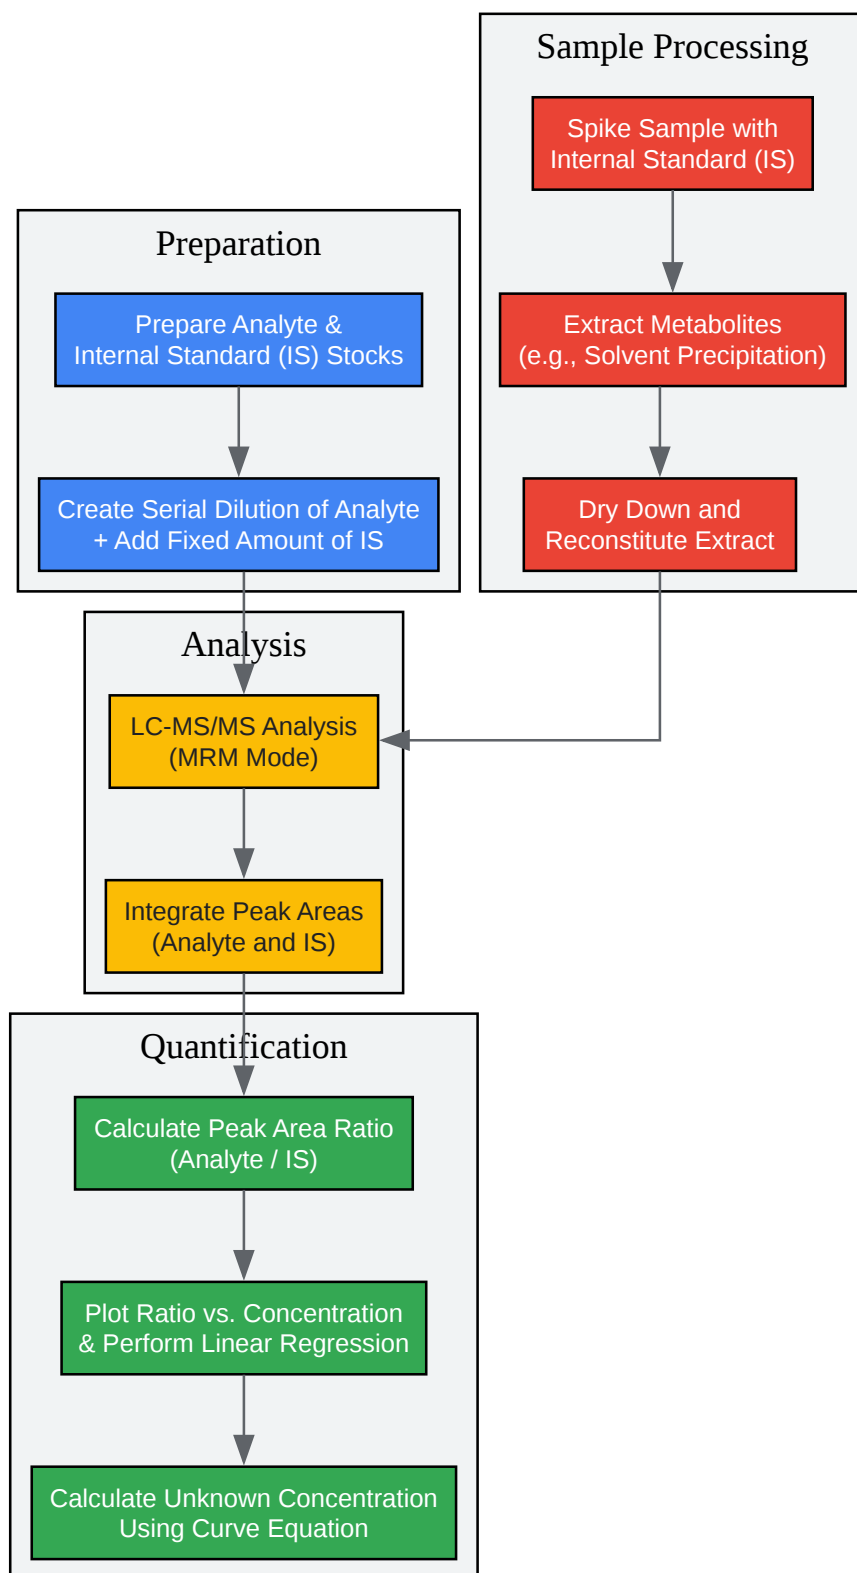 Sample Processing
Spike Sample with
Internal Standard (IS)
Extract Metabolites
(e.g., Solvent Precipitation)
Dry Down and
Reconstitute Extract
Preparation
Prepare Analyte &
Internal Standard (IS) Stocks
Create Serial Dilution of Analyte
+ Add Fixed Amount of IS
Analysis
LC-MS/MS Analysis
(MRM Mode)
Integrate Peak Areas
(Analyte and IS)
Quantification
Calculate Peak Area Ratio
(Analyte / IS)
Plot Ratio vs. Concentration
& Perform Linear Regression
Calculate Unknown Concentration
Using Curve Equation